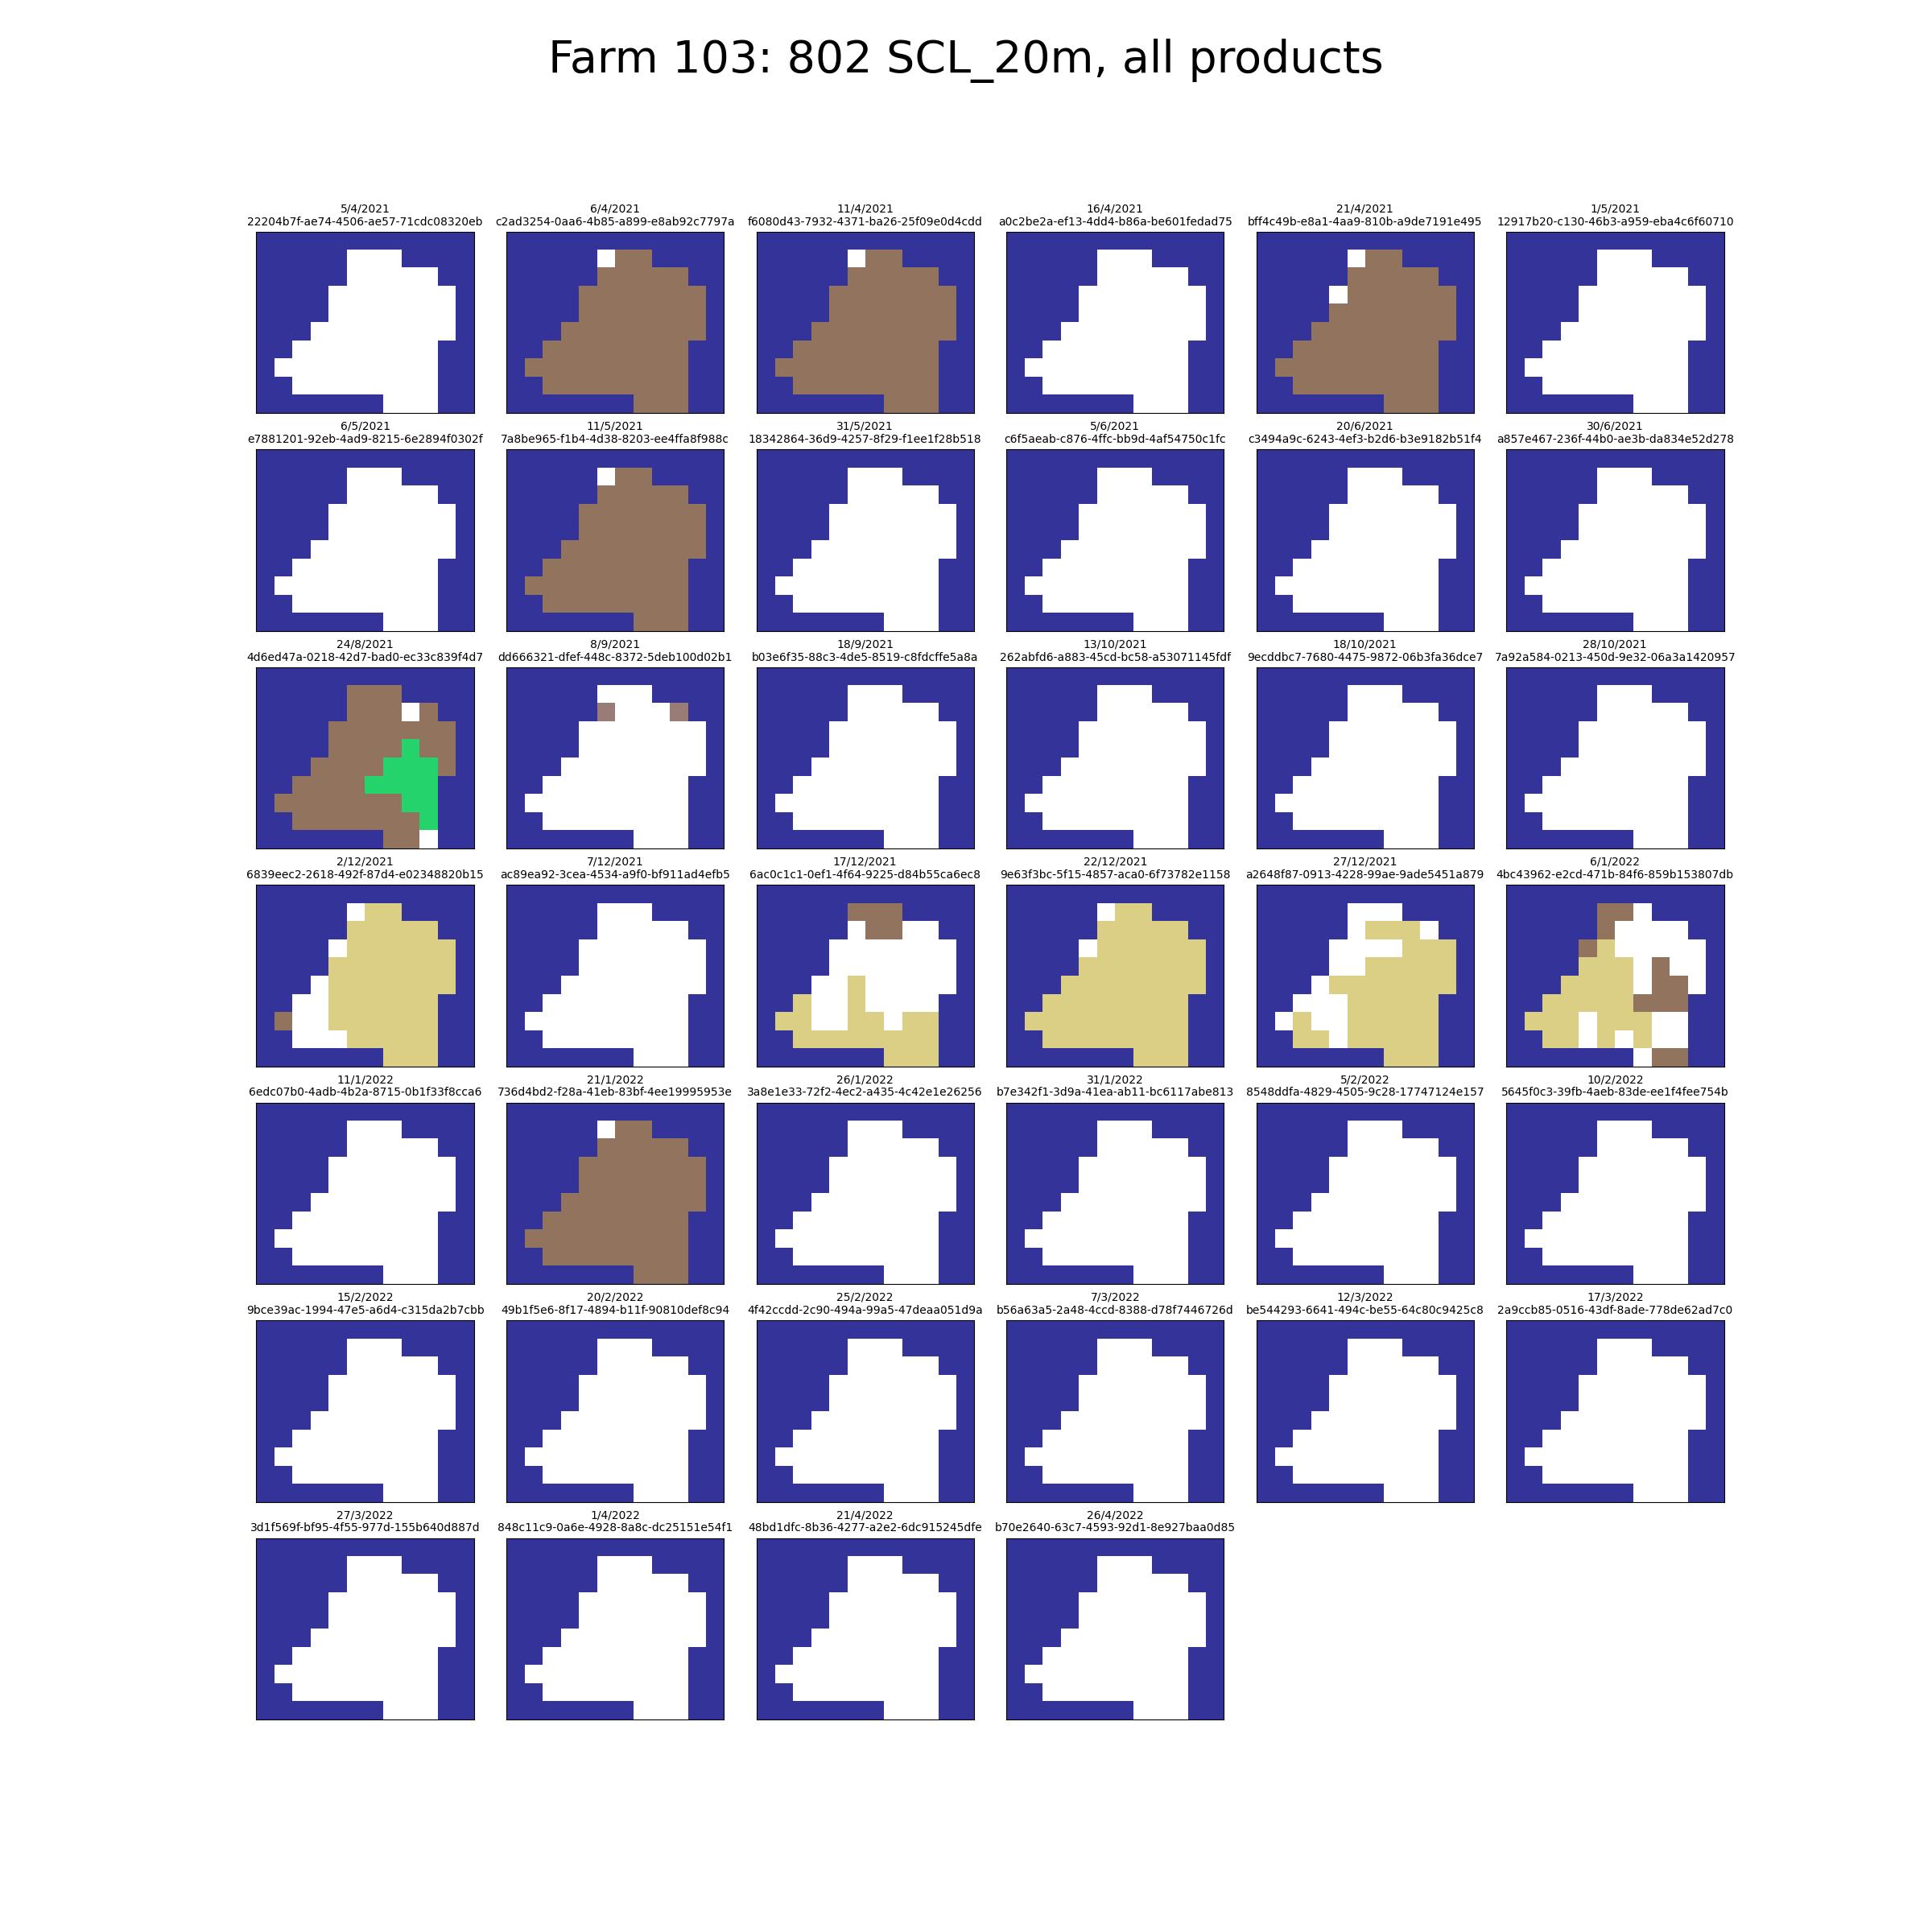 Farm 103: 802 SCL_20m, all products
5/4/2021
22204b7f-ae74-4506-ae57-71cdc08320eb
6/4/2021
c2ad3254-0aa6-4b85-a899-e8ab92c7797a
11/4/2021
f6080d43-7932-4371-ba26-25f09e0d4cdd
16/4/2021
a0c2be2a-ef13-4dd4-b86a-be601fedad75
21/4/2021
bff4c49b-e8a1-4aa9-810b-a9de7191e495
1/5/2021
12917b20-c130-46b3-a959-eba4c6f60710
6/5/2021
e7881201-92eb-4ad9-8215-6e2894f0302f
11/5/2021
7a8be965-f1b4-4d38-8203-ee4ffa8f988c
31/5/2021
18342864-36d9-4257-8f29-f1ee1f28b518
5/6/2021
c6f5aeab-c876-4ffc-bb9d-4af54750c1fc
20/6/2021
c3494a9c-6243-4ef3-b2d6-b3e9182b51f4
30/6/2021
a857e467-236f-44b0-ae3b-da834e52d278
24/8/2021
4d6ed47a-0218-42d7-bad0-ec33c839f4d7
8/9/2021
dd666321-dfef-448c-8372-5deb100d02b1
18/9/2021
b03e6f35-88c3-4de5-8519-c8fdcffe5a8a
13/10/2021
262abfd6-a883-45cd-bc58-a53071145fdf
18/10/2021
9ecddbc7-7680-4475-9872-06b3fa36dce7
28/10/2021
7a92a584-0213-450d-9e32-06a3a1420957
2/12/2021
6839eec2-2618-492f-87d4-e02348820b15
7/12/2021
ac89ea92-3cea-4534-a9f0-bf911ad4efb5
17/12/2021
6ac0c1c1-0ef1-4f64-9225-d84b55ca6ec8
22/12/2021
9e63f3bc-5f15-4857-aca0-6f73782e1158
27/12/2021
a2648f87-0913-4228-99ae-9ade5451a879
6/1/2022
4bc43962-e2cd-471b-84f6-859b153807db
11/1/2022
6edc07b0-4adb-4b2a-8715-0b1f33f8cca6
21/1/2022
736d4bd2-f28a-41eb-83bf-4ee19995953e
26/1/2022
3a8e1e33-72f2-4ec2-a435-4c42e1e26256
31/1/2022
b7e342f1-3d9a-41ea-ab11-bc6117abe813
5/2/2022
8548ddfa-4829-4505-9c28-17747124e157
10/2/2022
5645f0c3-39fb-4aeb-83de-ee1f4fee754b
15/2/2022
9bce39ac-1994-47e5-a6d4-c315da2b7cbb
20/2/2022
49b1f5e6-8f17-4894-b11f-90810def8c94
25/2/2022
4f42ccdd-2c90-494a-99a5-47deaa051d9a
7/3/2022
b56a63a5-2a48-4ccd-8388-d78f7446726d
12/3/2022
be544293-6641-494c-be55-64c80c9425c8
17/3/2022
2a9ccb85-0516-43df-8ade-778de62ad7c0
27/3/2022
3d1f569f-bf95-4f55-977d-155b640d887d
1/4/2022
848c11c9-0a6e-4928-8a8c-dc25151e54f1
21/4/2022
48bd1dfc-8b36-4277-a2e2-6dc915245dfe
26/4/2022
b70e2640-63c7-4593-92d1-8e927baa0d85